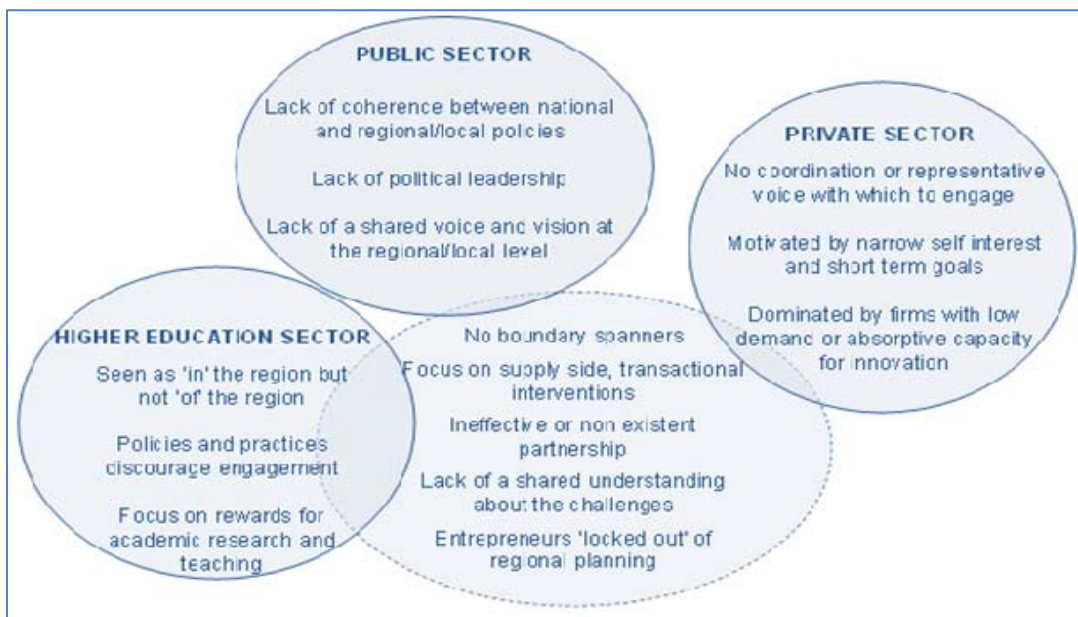 PUBLIC SECTOR
Lack of coherence between national
and regional/local policies
Lack of political leadership
Lack of a shared voice and vision at
the regional/local level
PRIVATE SECTOR
No coordination or representative
voice with which to engage
Motivated by narrow self interest
and short term goals
Dominated by firms with low
demand or absorptive capacity
for innovation
HIGHER EDUCATION SECTOR
Seen as 'in' the region but
not 'of' the region
Policies and practices
discourage engagement
Focus on rewards for
academic research and
teaching
No boundary spanners
Focus on supply side, transactional
interventions
Ineffective or non existent
partnership
Lack of a shared understanding
about the challenges
Entrepreneurs 'locked out' of
regional planning